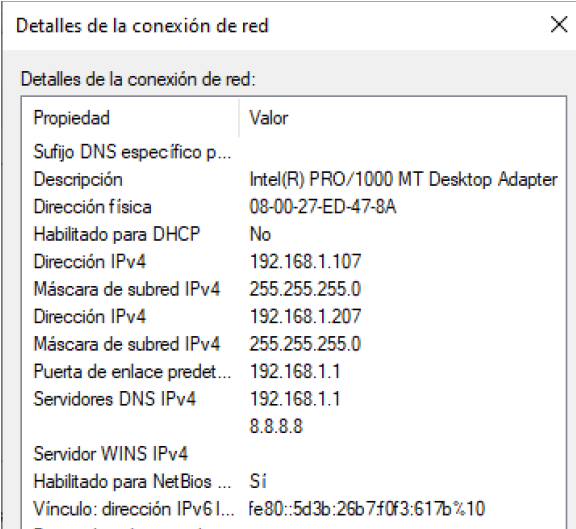 Detalles de la conexión de red
Detalles de la conexión de red:
Propiedad Valor
Sufijo DNS específico p...
Descripción Intel(R) PRO/1000 MT Desktop Adapter
Dirección física 08-00-27-ED-47-8A
Habilitado para DHCP No
Dirección IPv4 192.168.1.107
Máscara de subred IPv4 255.255.255.0
Dirección IPv4 192.168.1.207
Máscara de subred IPv4 255.255.255.0
Puerta de enlace predet... 192.168.1.1
Servidores DNS IPv4 192.168.1.1
8.8.8.8
Servidor WINS IPv4
Habilitado para NetBios ... Sí
Vínculo: dirección IPv6 l... fe80::5d3b:26b7:f0f3:617b%10